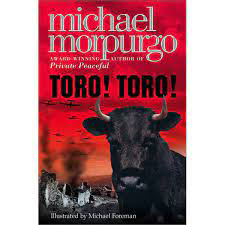 michael
morpurgo
AWARD-WINNING AUTHOR OF
Private Peaceful
TORO! TORO!
Illustrated by Michael Foreman